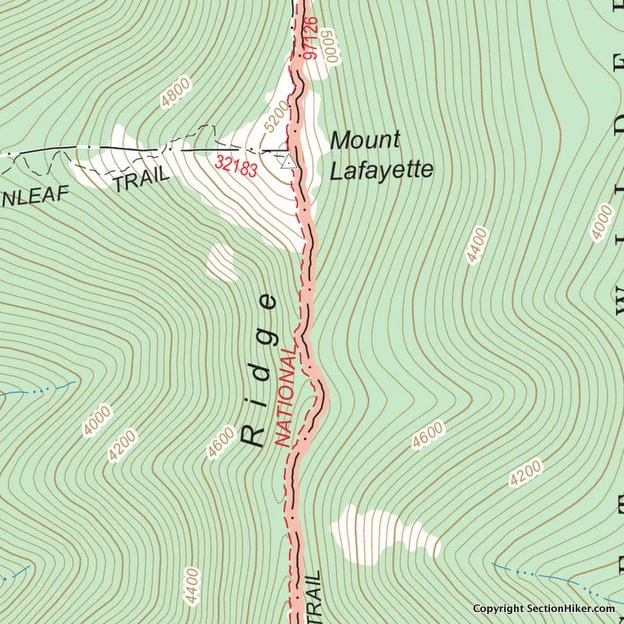 97126
5000
4800
5200
Mount
Lafayette
32183
NLEAF TRAIL
4400
4000
Ridge
NATIONAL
TRAIL
4000
4200
4600
4600
4200
4400
W I L D E
Copyright SectionHiker.com